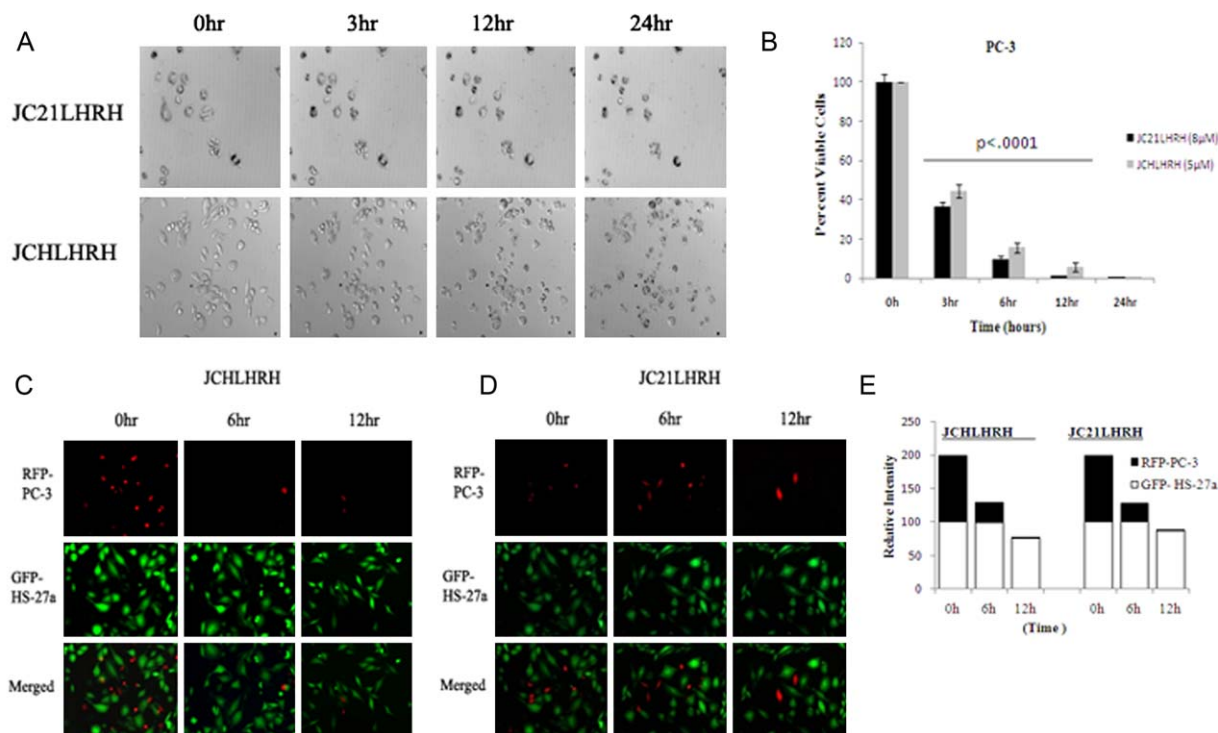 A
0hr 3hr 12hr 24hr
JC21LHRH
JCHLHRH
B
PC-3
120
100
80
60
40
20
0
Percent Viable Cells
p<.0001
JC21LHRH (8µM)
JCHLHRH (5µM)
0h 3hr 6hr 12hr 24hr
Time (hours)
C
JCHLHRH
0hr 6hr 12hr
RFP-
PC-3
GFP-
HS-27a
Merged
D
JC21LHRH
0hr 6hr 12hr
RFP-
PC-3
GFP-
HS-27a
Merged
E
250
200
150
100
50
0
Relative Intensity
JCHLHRH JC21LHRH
RFP-PC-3
GFP- HS-27a
0h 6h 12h 0h 6h 12h
(Time )